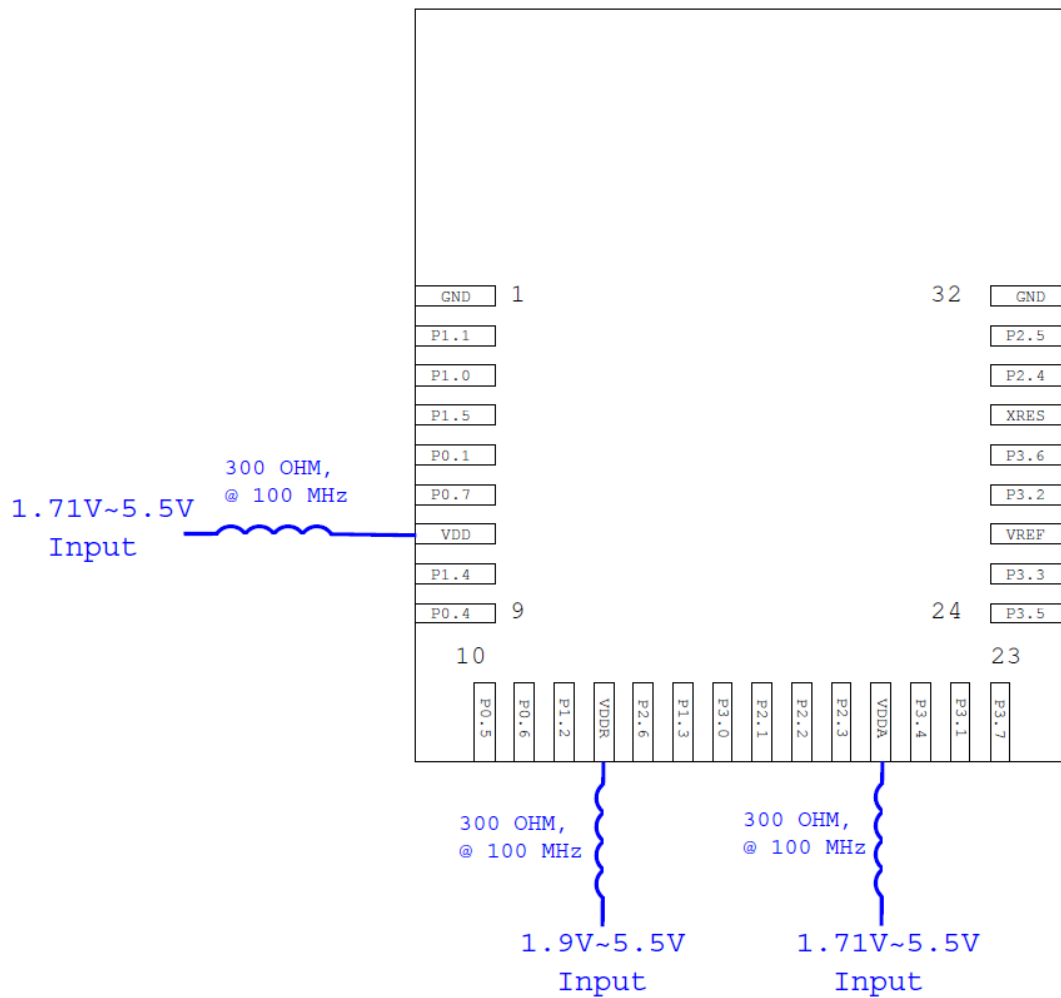 GND 1
P1.1
P1.0
P1.5
P0.1
P0.7
VDD
P1.4
P0.4 9
300 OHM,
@ 100 MHz
1.71V~5.5V
Input
32 GND
P2.5
P2.4
XRES
P3.6
P3.2
VREF
P3.3
24 P3.5
10
23
P0.5
P0.6
P1.2
VDDR
P2.6
P1.3
P3.0
P2.1
P2.2
P2.3
VDDA
P3.4
P3.1
P3.7
300 OHM,
@ 100 MHz
1.9V~5.5V
Input
300 OHM,
@ 100 MHz
1.71V~5.5V
Input